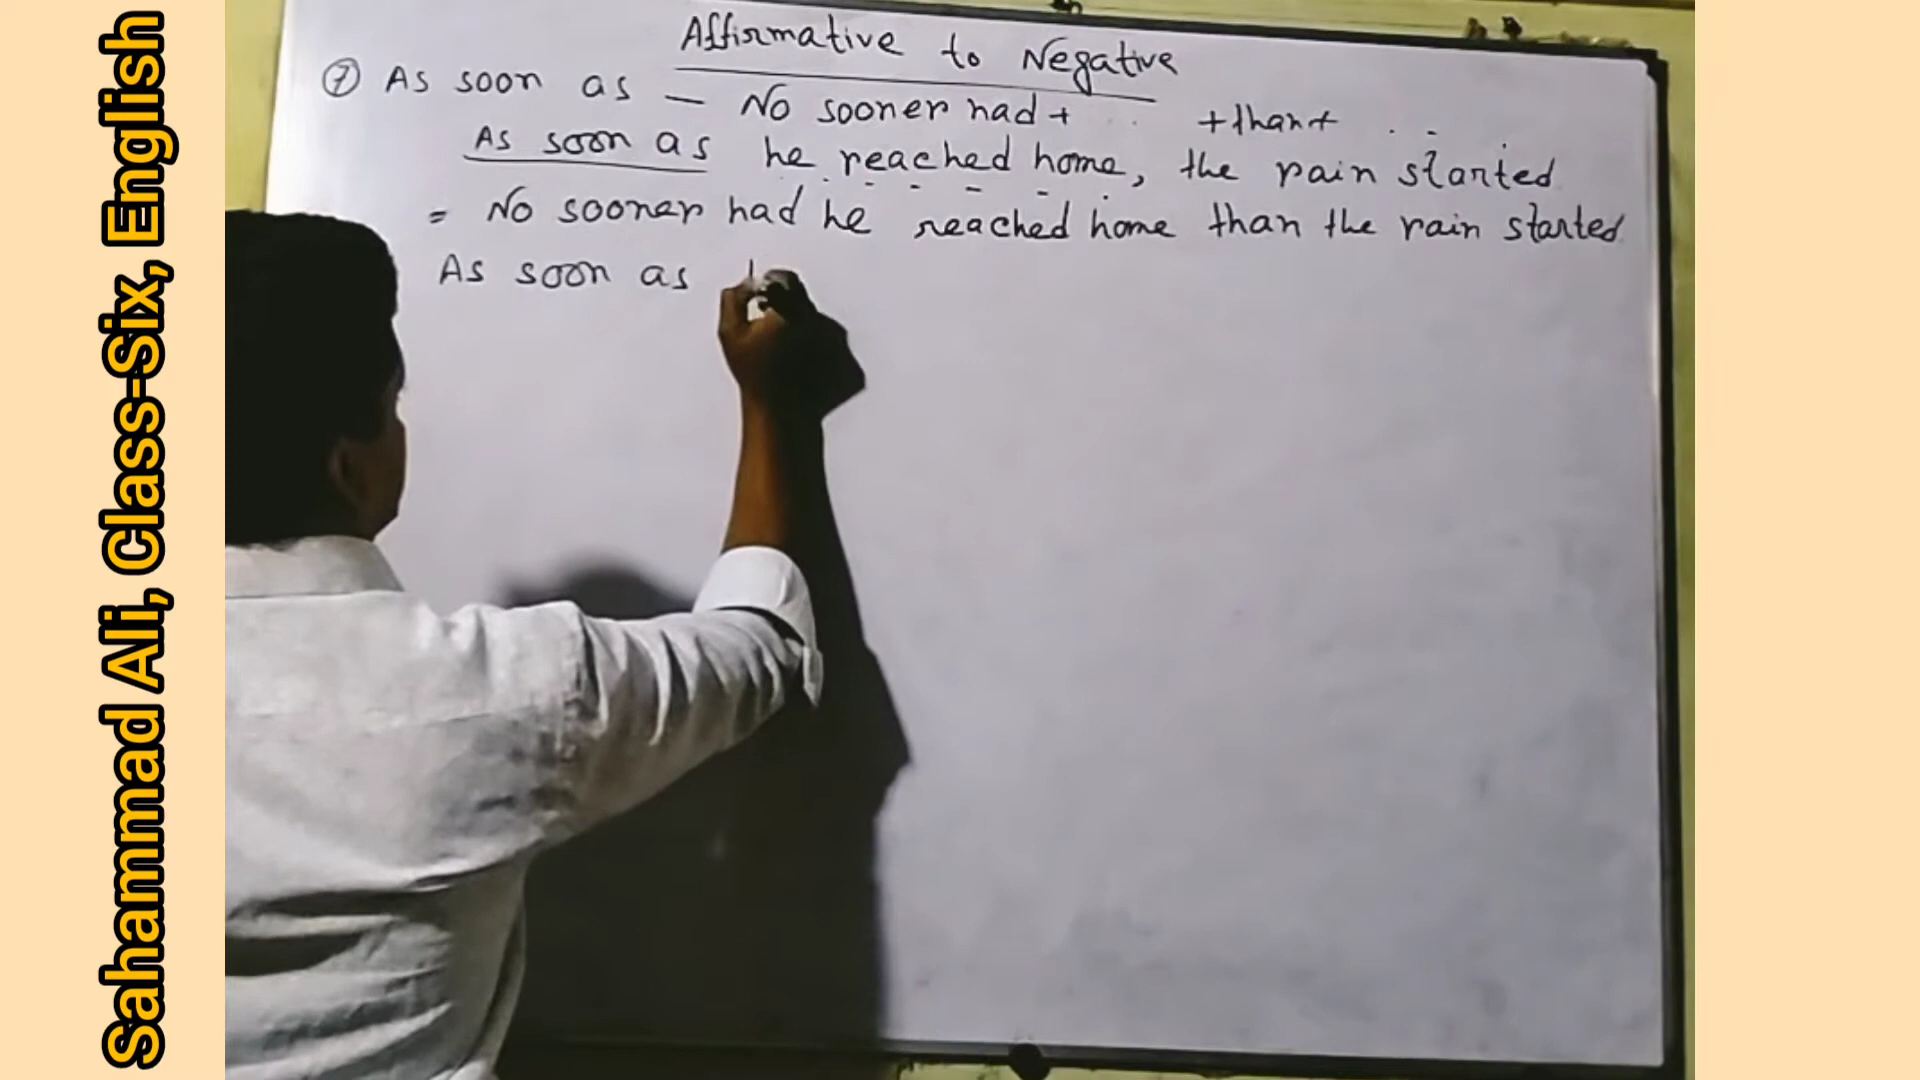 Sahammad Ali, Class-Six, English
Affirmative to Negative
⑦ As soon as — No sooner had + .. + than + ...
As soon as he reached home, the rain started
= No sooner had he reached home than the rain started
As soon as